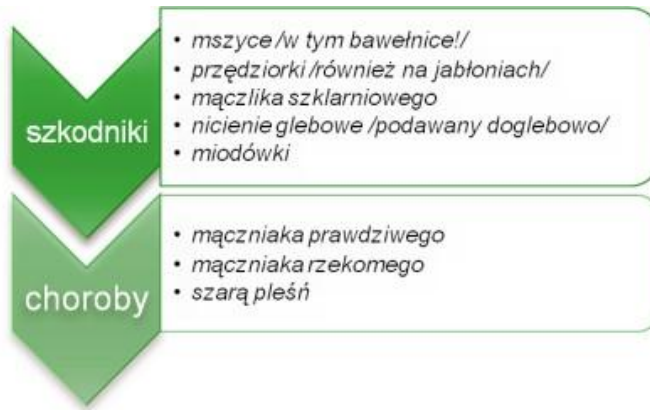 szkodniki
• mszyce /w tym bawełnice!/
• przędziorki /również na jabłoniach/
• mączlika szklarniowego
• nicienie glebowe /podawany doglebowo/
• miodówki
choroby
• mączniaka prawdziwego
• mączniaka rzekomego
• szarą pleśń